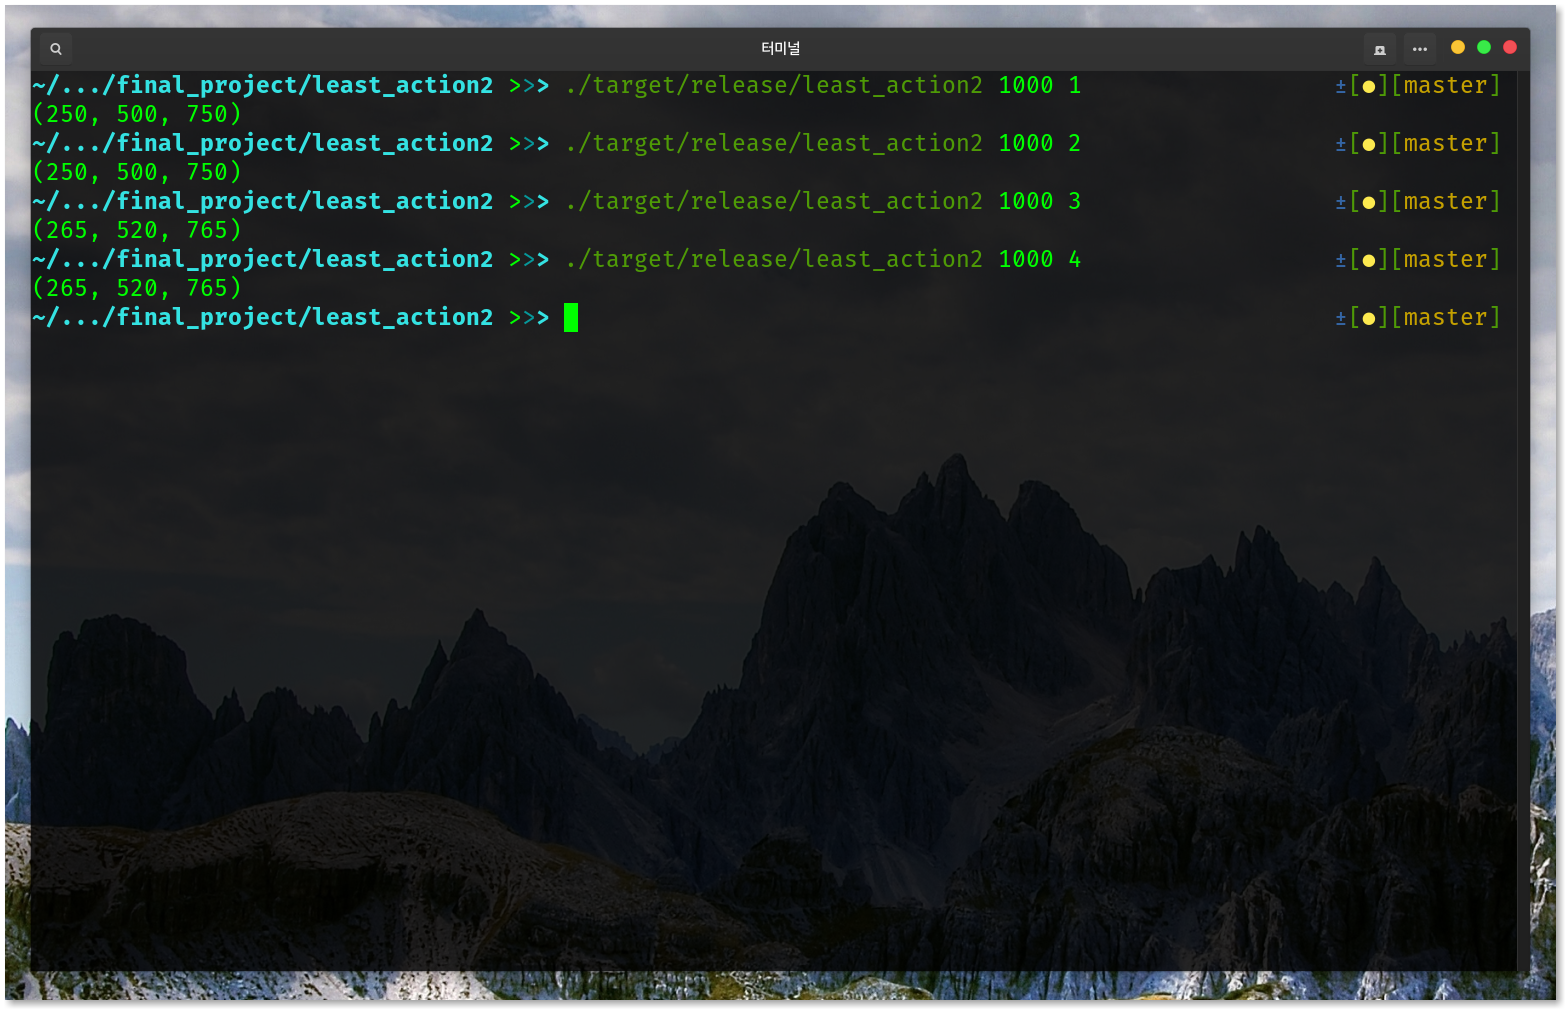 터미널
~/.../final_project/least_action2 >>> ./target/release/least_action2 1000 1 ±[●][master]
(250, 500, 750)
~/.../final_project/least_action2 >>> ./target/release/least_action2 1000 2 ±[●][master]
(250, 500, 750)
~/.../final_project/least_action2 >>> ./target/release/least_action2 1000 3 ±[●][master]
(265, 520, 765)
~/.../final_project/least_action2 >>> ./target/release/least_action2 1000 4 ±[●][master]
(265, 520, 765)
~/.../final_project/least_action2 >>> ±[●][master]